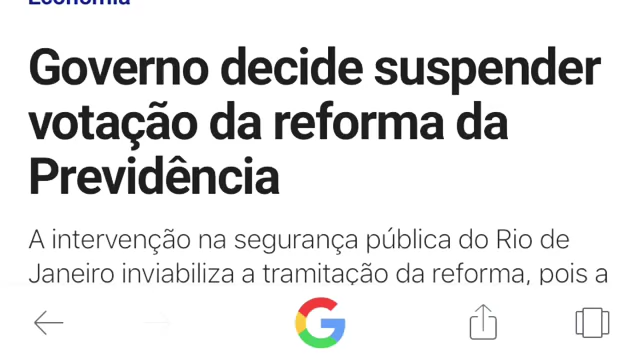 Economia
Governo decide suspender
votação da reforma da
Previdência
A intervenção na segurança pública do Rio de
Janeiro inviabiliza a tramitação da reforma, pois a